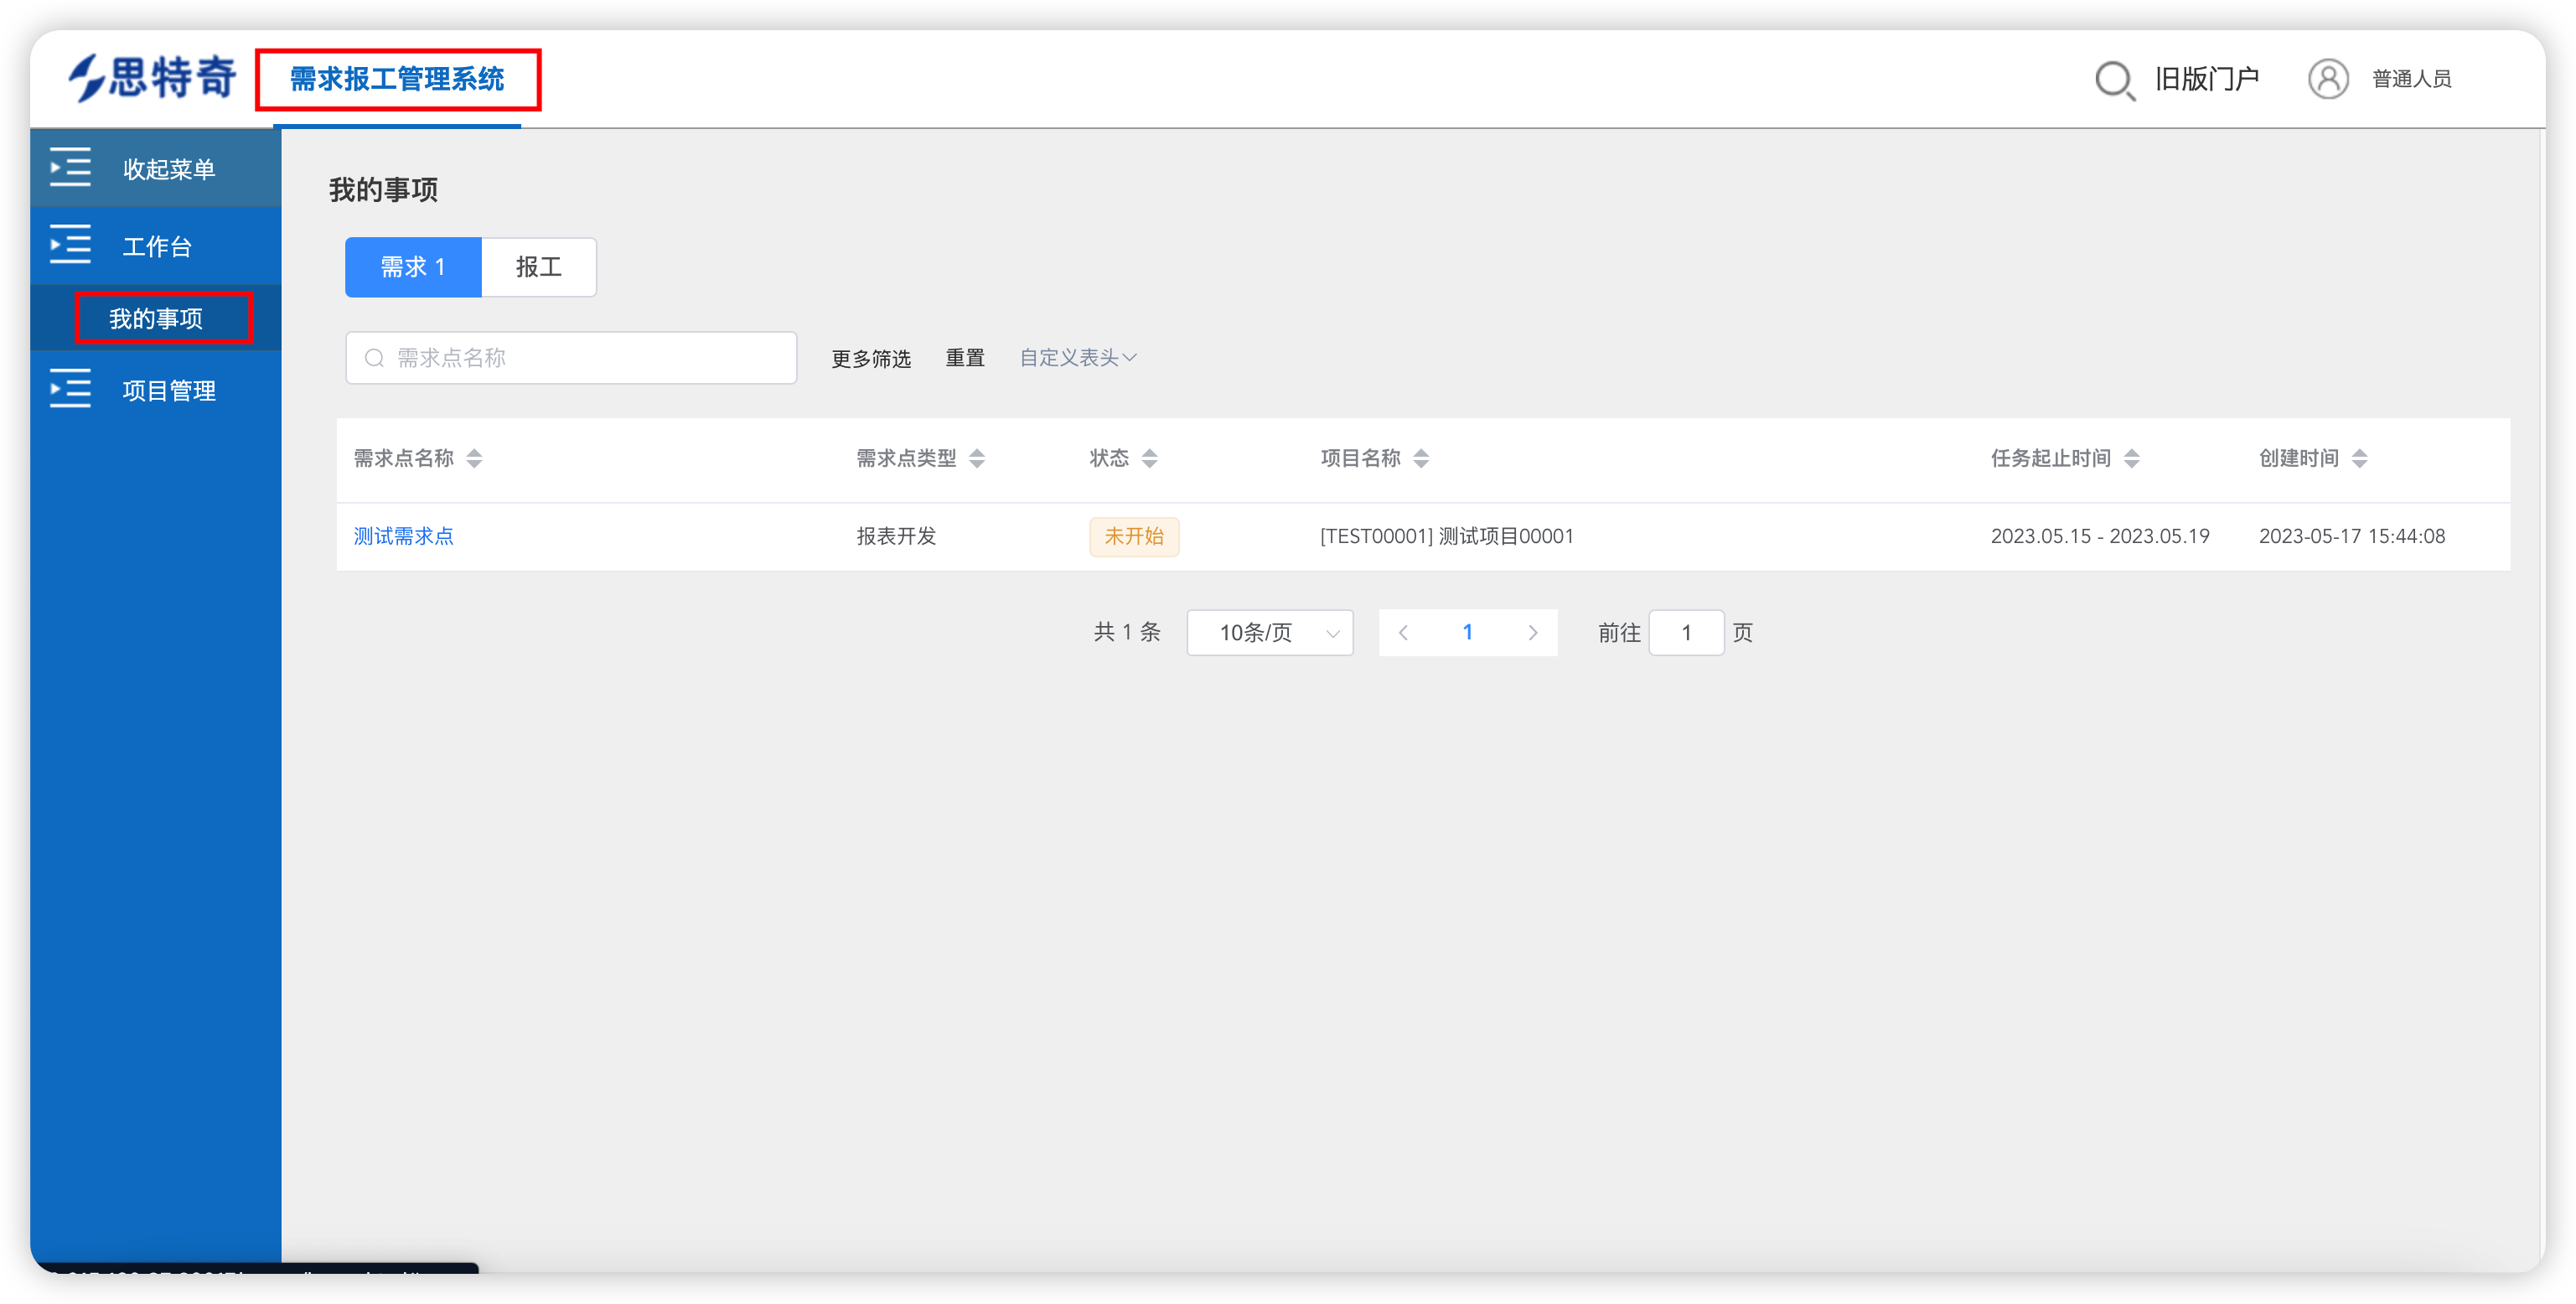 思特奇 需求报工管理系统 旧版门户 普通人员
收起菜单
工作台
我的事项
项目管理
我的事项
需求 1 报工
需求点名称 更多筛选 重置 自定义表头
需求点名称 需求点类型 状态 项目名称 任务起止时间 创建时间
测试需求点 报表开发 未开始 [TEST00001] 测试项目00001 2023.05.15 - 2023.05.19 2023-05-17 15:44:08
共 1 条 10条/页 1 前往 1 页